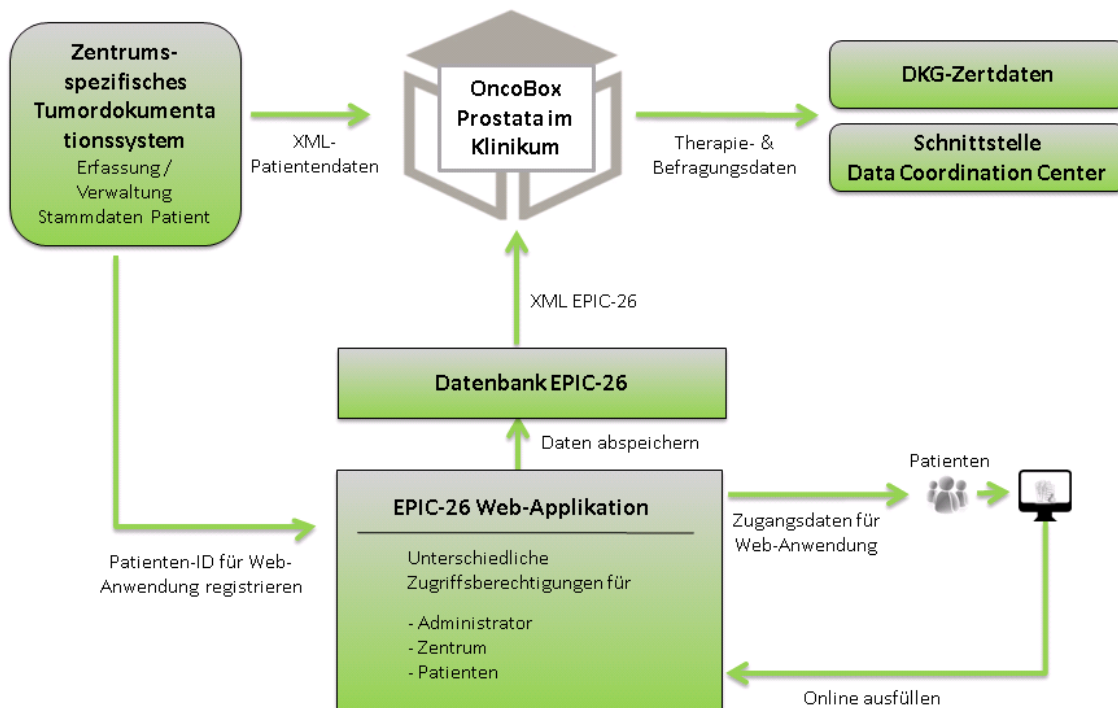 Zentrums-
spezifisches
Tumordokumenta
tionssystem
Erfassung /
Verwaltung
Stammdaten Patient
XML-
Patientendaten
OncoBox
Prostata im
Klinikum
Therapie- &
Befragungsdaten
DKG-Zertdaten
Schnittstelle
Data Coordination Center
XML EPIC-26
Datenbank EPIC-26
Daten abspeichern
EPIC-26 Web-Applikation
Unterschiedliche
Zugriffsberechtigungen für
- Administrator
- Zentrum
- Patienten
Patienten-ID für Web-
Anwendung registrieren
Patienten
Zugangsdaten für
Web-Anwendung
Online ausfüllen